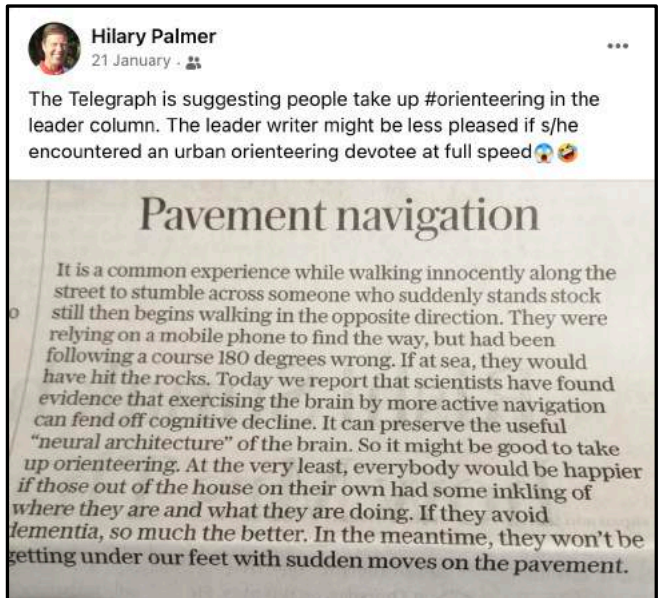 Hilary Palmer
21 January ·
The Telegraph is suggesting people take up #orienteering in the
leader column. The leader writer might be less pleased if s/he
encountered an urban orienteering devotee at full speed😱🤣
Pavement navigation
It is a common experience while walking innocently along the
street to stumble across someone who suddenly stands stock
still then begins walking in the opposite direction. They were
relying on a mobile phone to find the way, but had been
following a course 180 degrees wrong. If at sea, they would
have hit the rocks. Today we report that scientists have found
evidence that exercising the brain by more active navigation
can fend off cognitive decline. It can preserve the useful
“neural architecture” of the brain. So it might be good to take
up orienteering. At the very least, everybody would be happier
if those out of the house on their own had some inkling of
where they are and what they are doing. If they avoid
dementia, so much the better. In the meantime, they won’t be
getting under our feet with sudden moves on the pavement.